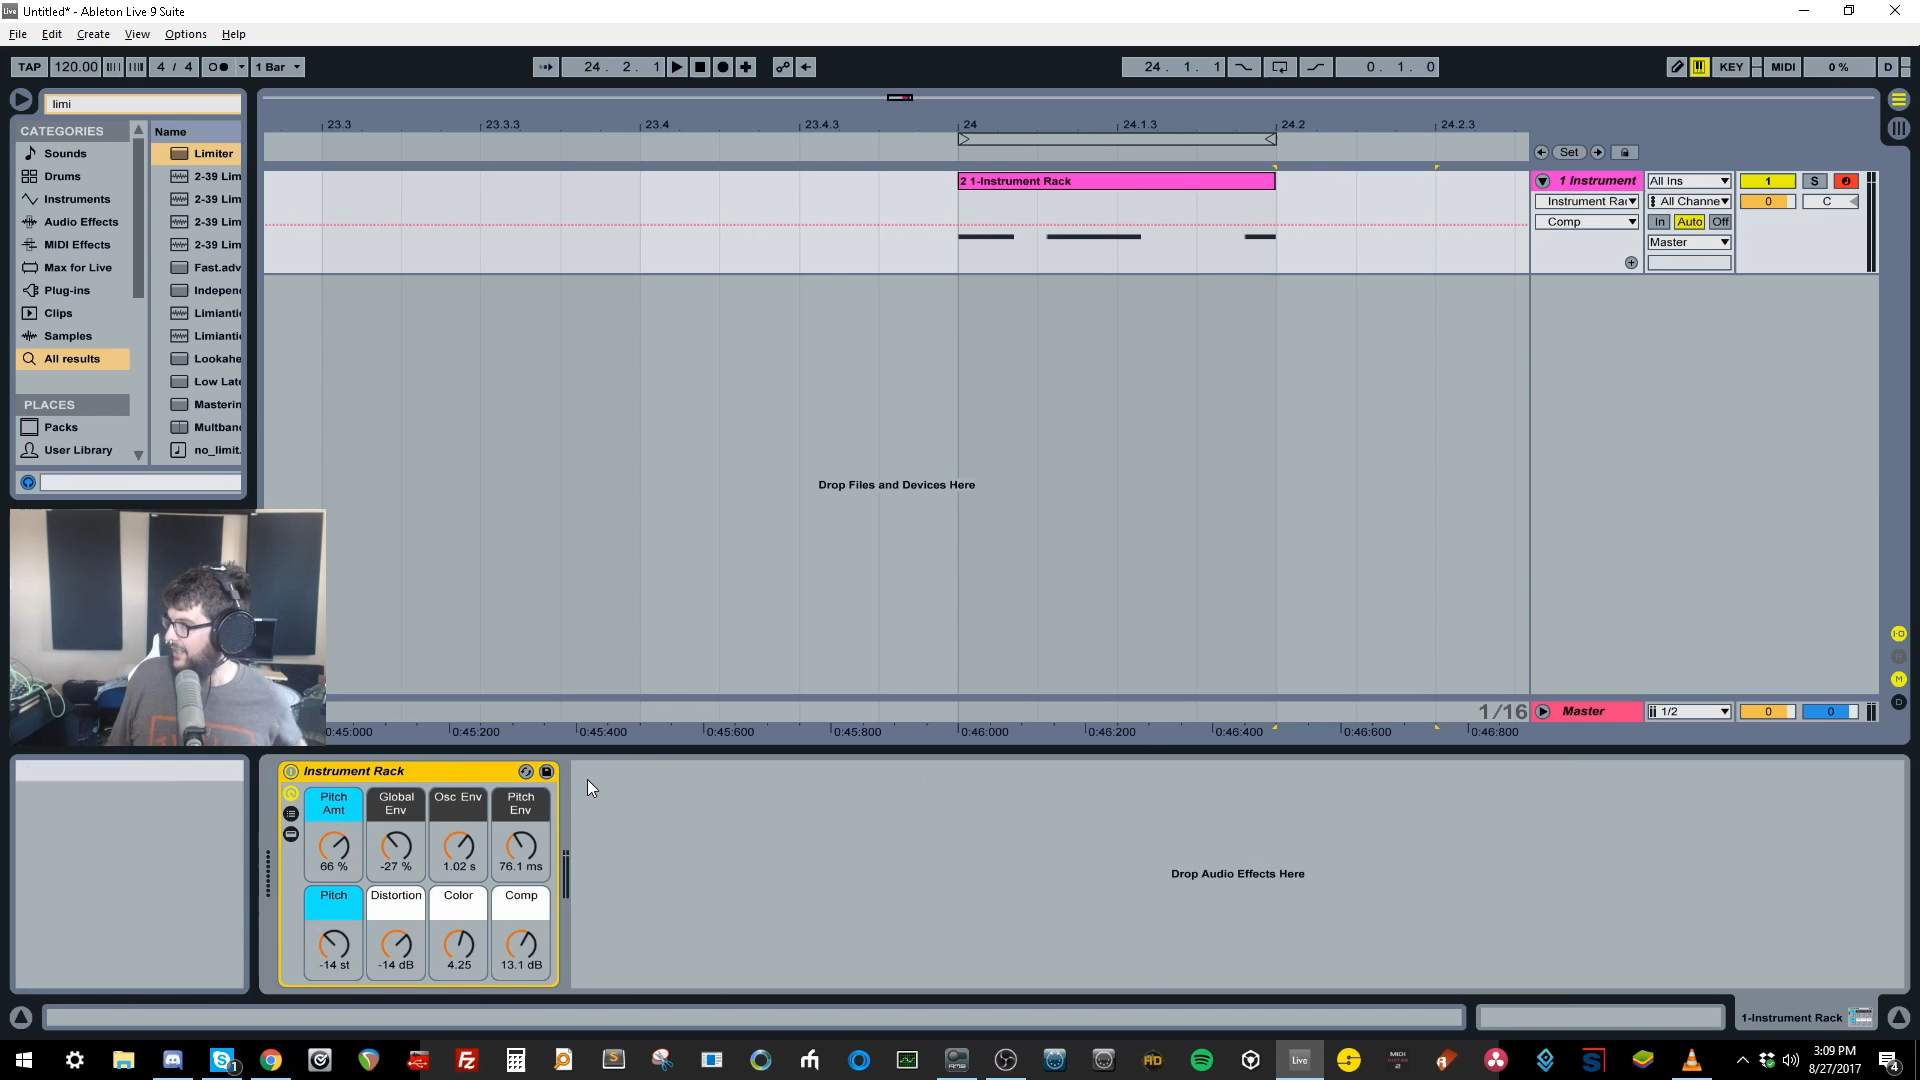 Untitled* - Ableton Live 9 Suite
File Edit Create View Options Help
TAP 120.00 4 / 4 1 Bar 24. 2. 1 24. 1. 1 0. 1. 0 KEY MIDI 0 % D
limi
CATEGORIES
Sounds
Drums
Instruments
Audio Effects
MIDI Effects
Max for Live
Plug-ins
Clips
Samples
All results
PLACES
Packs
User Library
Name
Limiter
2-39 Lim
2-39 Lim
2-39 Lim
2-39 Lim
Fast.adv
Indepen
Limianti
Limianti
Lookahe
Low Late
Masterin
Multban
no_limit.
23.3 23.3.3 23.4 23.4.3 24 24.1.3 24.2 24.2.3
Set
2 1-Instrument Rack
1 Instrument All Ins 1 S
Instrument Ra All Channe 0 C
Comp In Auto Off
Master
Drop Files and Devices Here
1/16 Master 1/2 0 0
0:45:000 0:45:200 0:45:400 0:45:600 0:45:800 0:46:000 0:46:200 0:46:400 0:46:600 0:46:800
Instrument Rack
Pitch Amt Global Env Osc Env Pitch Env
66 % -27 % 1.02 s 76.1 ms
Pitch Distortion Color Comp
-14 st -14 dB 4.25 13.1 dB
Drop Audio Effects Here
1-Instrument Rack
Live
3:09 PM
8/27/2017